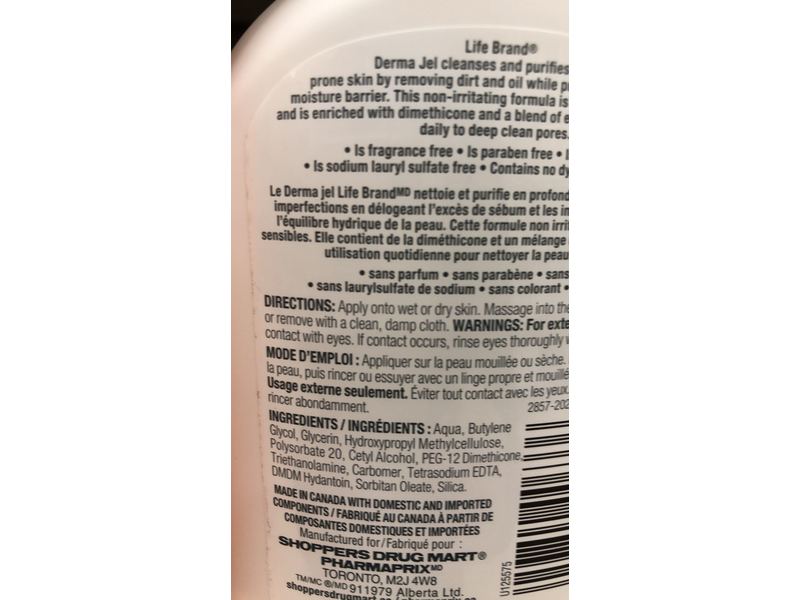 Life Brand®
Derma Jel cleanses and purifies
prone skin by removing dirt and oil while
moisture barrier. This non-irritating formula is
and is enriched with dimethicone and a blend of
daily to deep clean pores.
• Is fragrance free • Is paraben free •
• Is sodium lauryl sulfate free • Contains no
Le Derma jel Life BrandMD nettoie et purifie en
imperfections en délogeant l'excès de sébum et les
l'équilibre hydrique de la peau. Cette formule non
sensibles. Elle contient de la diméthicone et un mélange
utilisation quotidienne pour nettoyer la peau
• sans parfum • sans parabène • sans
• sans laurylsulfate de sodium • sans colorant •
DIRECTIONS: Apply onto wet or dry skin. Massage into
or remove with a clean, damp cloth. WARNINGS: For
contact with eyes. If contact occurs, rinse eyes thoroughly
MODE D'EMPLOI : Appliquer sur la peau mouillée ou sèche.
la peau, puis rincer ou essuyer avec un linge propre et
Usage externe seulement. Éviter tout contact avec les yeux.
rincer abondamment.
INGREDIENTS / INGRÉDIENTS : Aqua, Butylene
Glycol, Glycerin, Hydroxypropyl Methylcellulose,
Polysorbate 20, Cetyl Alcohol, PEG-12 Dimethicone,
Triethanolamine, Carbomer, Tetrasodium EDTA,
DMDM Hydantoin, Sorbitan Oleate, Silica.
MADE IN CANADA WITH DOMESTIC AND IMPORTED
COMPONENTS / FABRIQUÉ AU CANADA À PARTIR DE
COMPOSANTES DOMESTIQUES ET IMPORTÉES
Manufactured for/Fabriqué pour :
SHOPPERS DRUG MART®
PHARMAPRIXMD
TORONTO, M2J 4W8
TM/MC ®/MD 911979 Alberta Ltd.
U125575